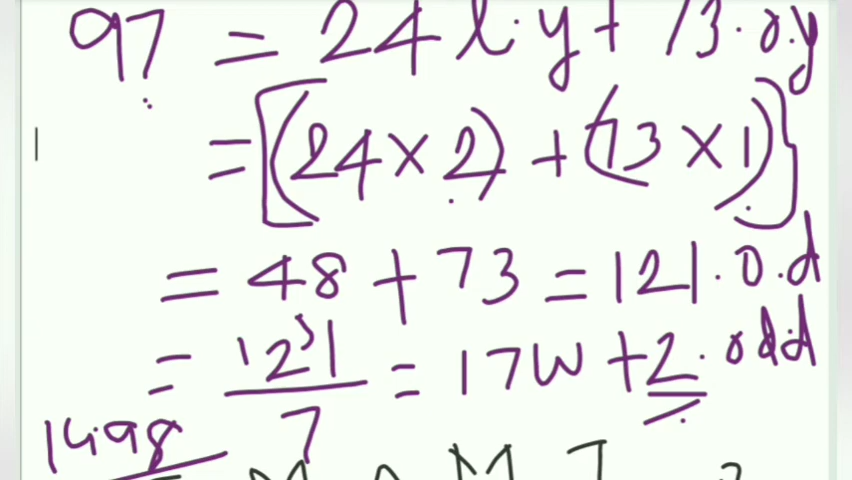 97 = 24 l.y + 73.o.y
= [(24×2) + (73×1)}
= 48 + 73 = 121.o.d
= 121/7 = 17W + 2.odd
1498